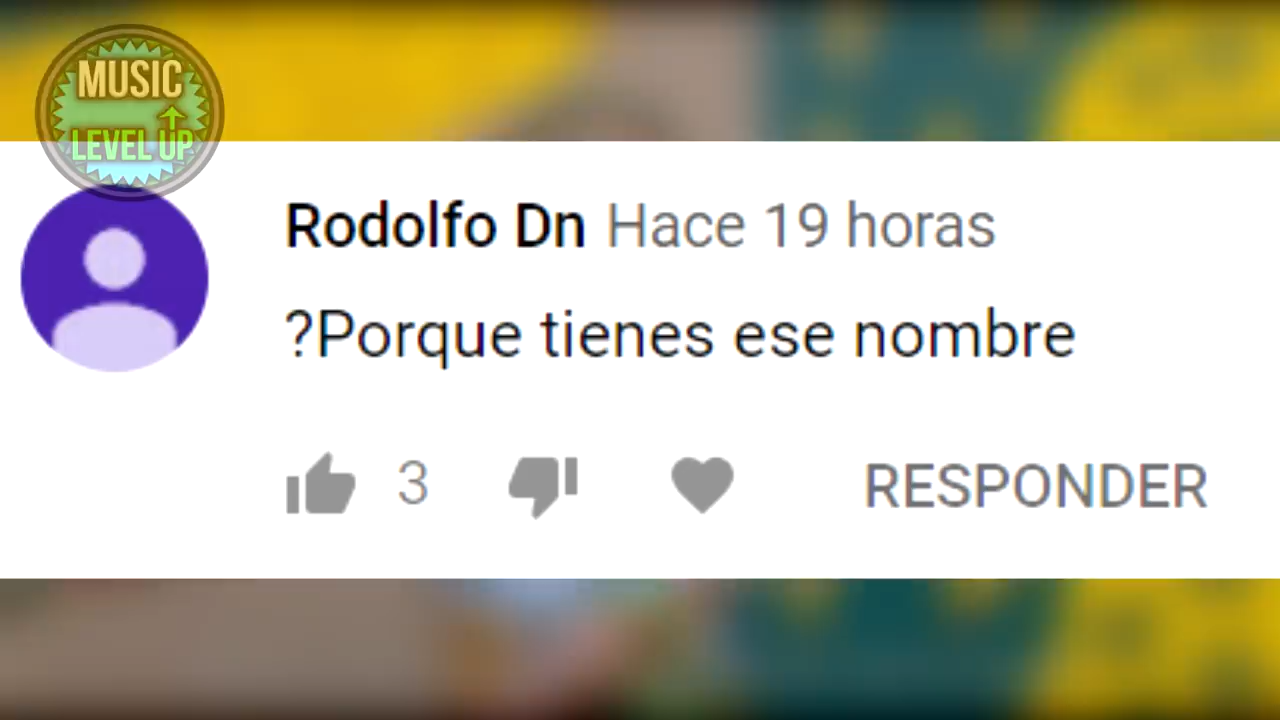 MUSIC
LEVEL UP
Rodolfo Dn Hace 19 horas
?Porque tienes ese nombre
3 RESPONDER